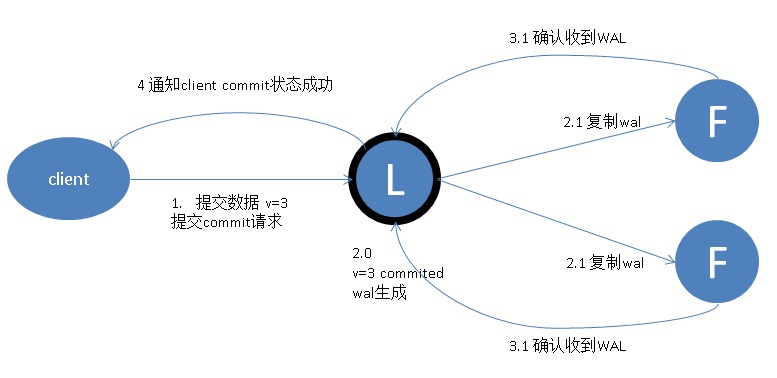 3.1 确认收到WAL
4 通知client commit状态成功
2.1 复制wal
F
client
L
1. 提交数据 v=3
提交commit请求
2.0
v=3 commited
wal生成
2.1 复制wal
F
3.1 确认收到WAL